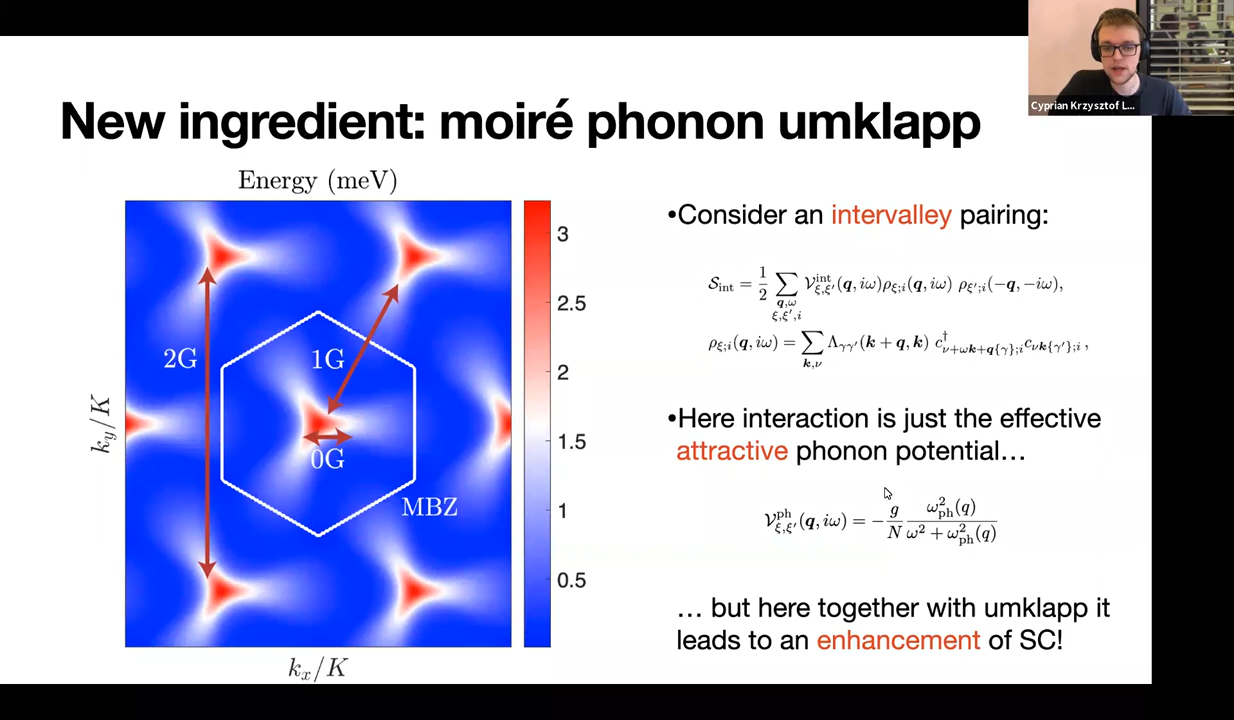 Cyprian Krzysztof L...
New ingredient: moiré phonon umklapp
Energy (meV)
3
2.5
2
1.5
1
0.5
2G
1G
0G
MBZ
k_y/K
k_x/K
•Consider an intervalley pairing:
𝒮_int = 1/2 ∑_{q,ω ξ,ξ′,i} 𝒱^int_{ξ,ξ′}(q, iω)ρ_{ξ;i}(q, iω) ρ_{ξ′;i}(−q, −iω),
ρ_{ξ;i}(q, iω) = ∑_{k,ν} Λ_{γγ′}(k + q, k) c^†_{ν+ωk+q{γ};i} c_{νk{γ′};i} ,
•Here interaction is just the effective
attractive phonon potential…
𝒱^ph_{ξ,ξ′}(q, iω) = − g/N ω²_ph(q)/(ω² + ω²_ph(q))
… but here together with umklapp it
leads to an enhancement of SC!